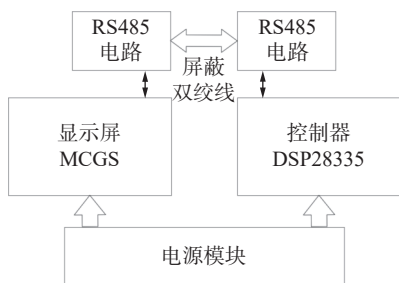 RS485
电路
RS485
电路
屏蔽
双绞线
显示屏
MCGS
控制器
DSP28335
电源模块